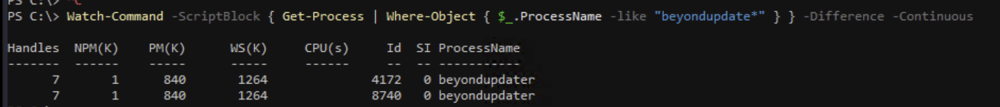 PS C:\> ^C
PS C:\> Watch-Command -ScriptBlock { Get-Process | Where-Object { $_.ProcessName -like "beyondupdate*" } } -Difference -Continuous
Handles NPM(K) PM(K) WS(K) CPU(s) Id SI ProcessName
------- ------ ----- ----- ------ -- -- -----------
7 1 840 1264 4172 0 beyondupdater
7 1 840 1264 8740 0 beyondupdater